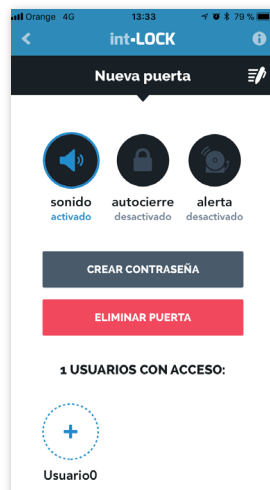 Orange 4G 13:33 79 %
int-LOCK
Nueva puerta
sonido autocierre alerta
activado desactivado desactivado
CREAR CONTRASEÑA
ELIMINAR PUERTA
1 USUARIOS CON ACCESO:
Usuario0